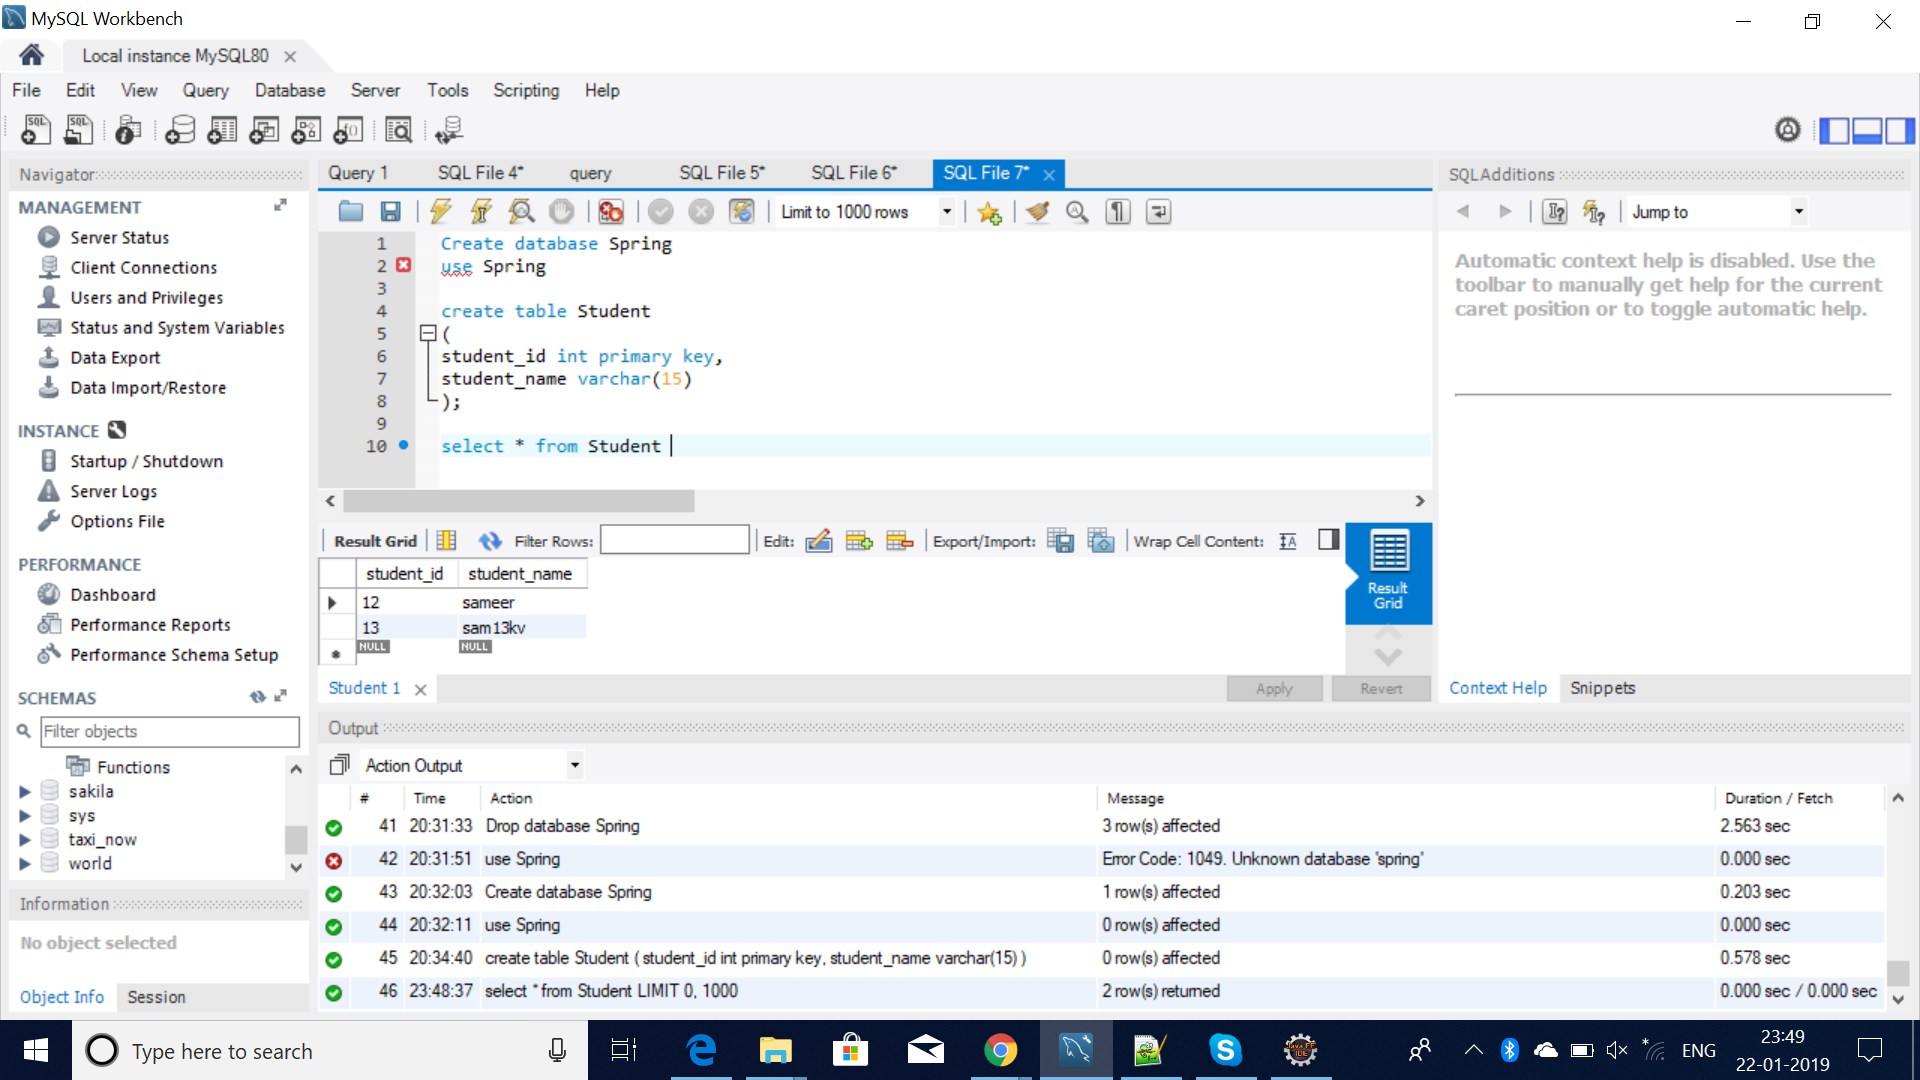 MySQL Workbench
Local instance MySQL80
File Edit View Query Database Server Tools Scripting Help
Navigator
MANAGEMENT
Server Status
Client Connections
Users and Privileges
Status and System Variables
Data Export
Data Import/Restore
INSTANCE
Startup / Shutdown
Server Logs
Options File
PERFORMANCE
Dashboard
Performance Reports
Performance Schema Setup
SCHEMAS
Filter objects
Functions
sakila
sys
taxi_now
world
Information
No object selected
Object Info Session
Query 1 SQL File 4* query SQL File 5* SQL File 6* SQL File 7*
Limit to 1000 rows
1 Create database Spring
2 use Spring
3
4 create table Student
5 (
6 student_id int primary key,
7 student_name varchar(15)
8 );
9
10 select * from Student
Result Grid Filter Rows: Edit: Export/Import: Wrap Cell Content:
student_id student_name
12 sameer
13 sam13kv
NULL NULL
Result
Grid
Student 1 Apply Revert
SQLAdditions
Jump to
Automatic context help is disabled. Use the
toolbar to manually get help for the current
caret position or to toggle automatic help.
Context Help Snippets
Output
Action Output
# Time Action Message Duration / Fetch
41 20:31:33 Drop database Spring 3 row(s) affected 2.563 sec
42 20:31:51 use Spring Error Code: 1049. Unknown database 'spring' 0.000 sec
43 20:32:03 Create database Spring 1 row(s) affected 0.203 sec
44 20:32:11 use Spring 0 row(s) affected 0.000 sec
45 20:34:40 create table Student ( student_id int primary key, student_name varchar(15) ) 0 row(s) affected 0.578 sec
46 23:48:37 select * from Student LIMIT 0, 1000 2 row(s) returned 0.000 sec / 0.000 sec
Type here to search
ENG
23:49
22-01-2019